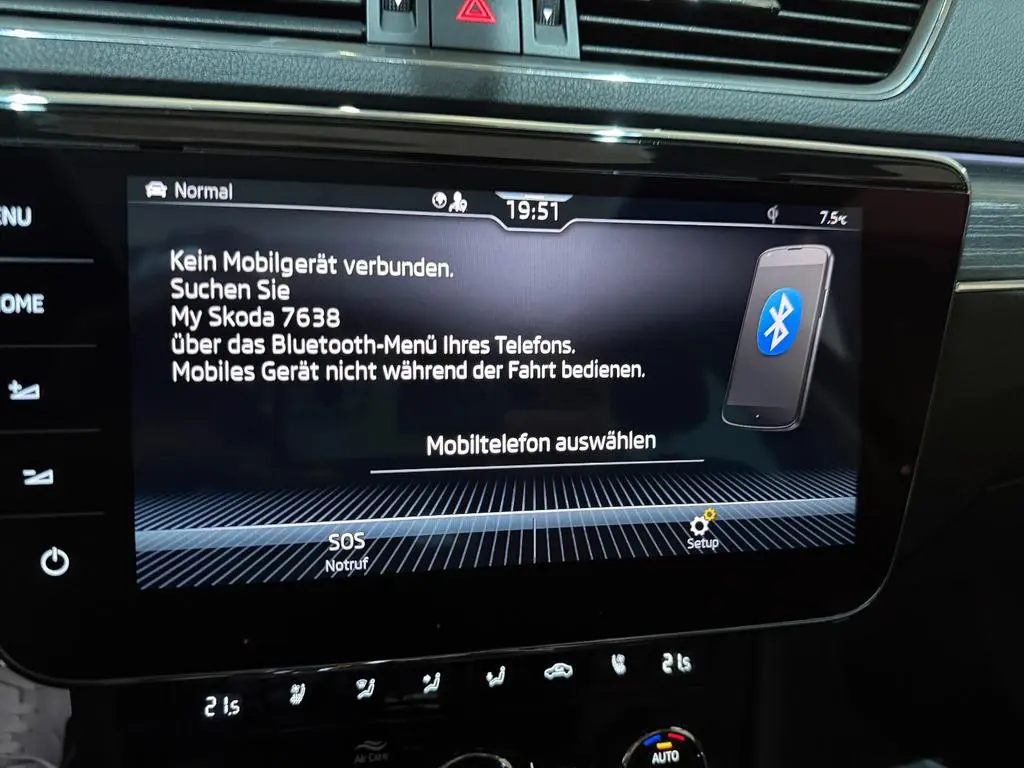 Normal
19:51
7.5°C
ENU
Kein Mobilgerät verbunden.
Suchen Sie
OME
My Skoda 7638
über das Bluetooth-Menü Ihres Telefons.
Mobiles Gerät nicht während der Fahrt bedienen.
Mobiltelefon auswählen
SOS
Notruf
Setup
21,5
21,5
Air Care
AUTO